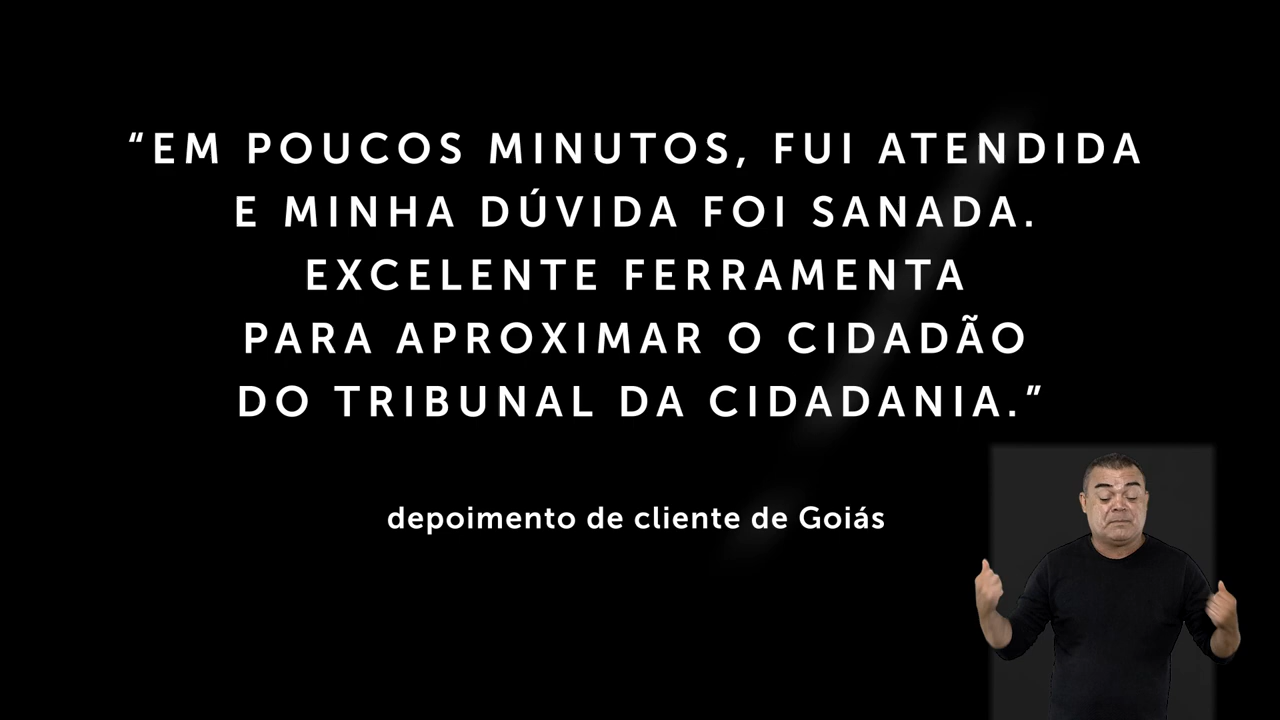 “EM POUCOS MINUTOS, FUI ATENDIDA
E MINHA DÚVIDA FOI SANADA.
EXCELENTE FERRAMENTA
PARA APROXIMAR O CIDADÃO
DO TRIBUNAL DA CIDADANIA.”
depoimento de cliente de Goiás